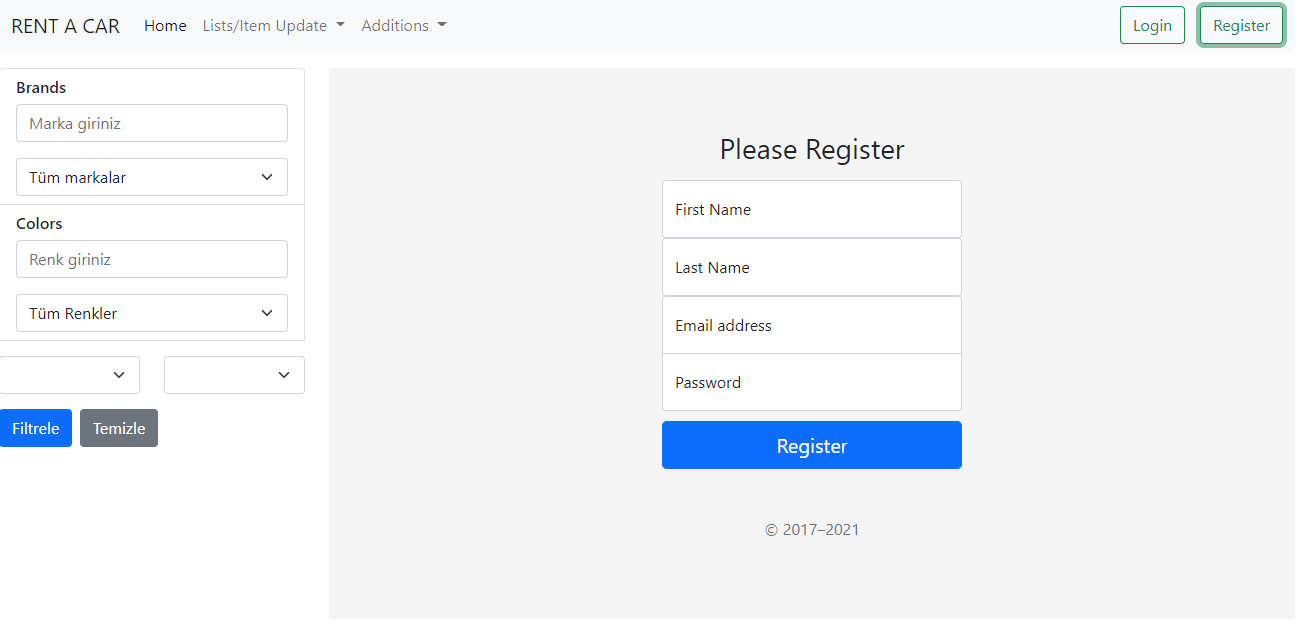 RENT A CAR Home Lists/Item Update Additions Login Register
Brands
Marka giriniz
Tüm markalar
Colors
Renk giriniz
Tüm Renkler
Filtrele Temizle
Please Register
First Name
Last Name
Email address
Password
Register
© 2017–2021